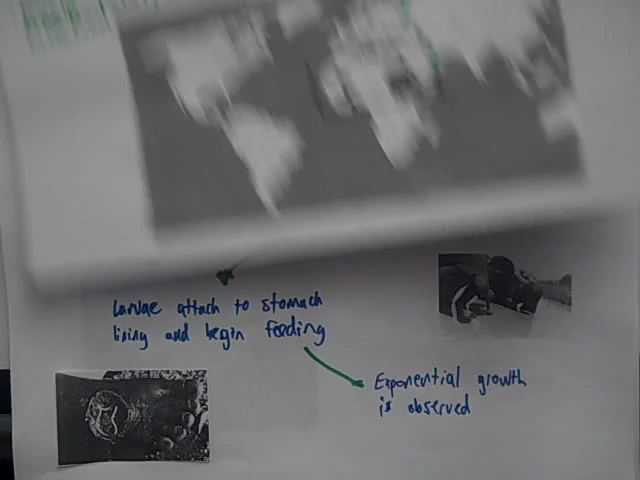 Larvae attach to stomach
lining and begin feeding
Exponential growth
is observed